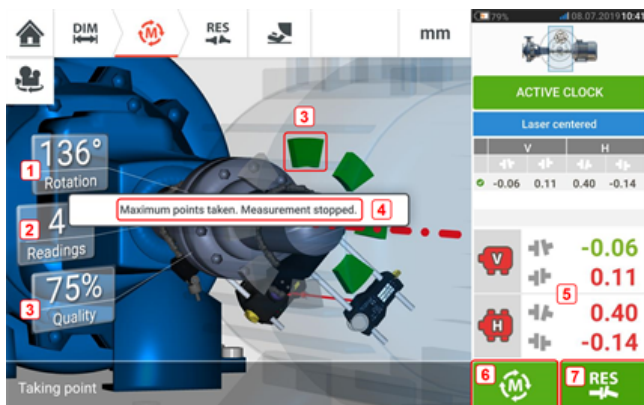 79% 08.07.2019 10:41
DIM
M
RES
mm
ACTIVE CLOCK
Laser centered
V H
-0.06 0.11 0.40 -0.14
3
136°
1
Rotation
Maximum points taken. Measurement stopped. 4
4
2
Readings
75%
3
Quality
V
-0.06
0.11
5
H
0.40
-0.14
Taking point
6 M
7 RES